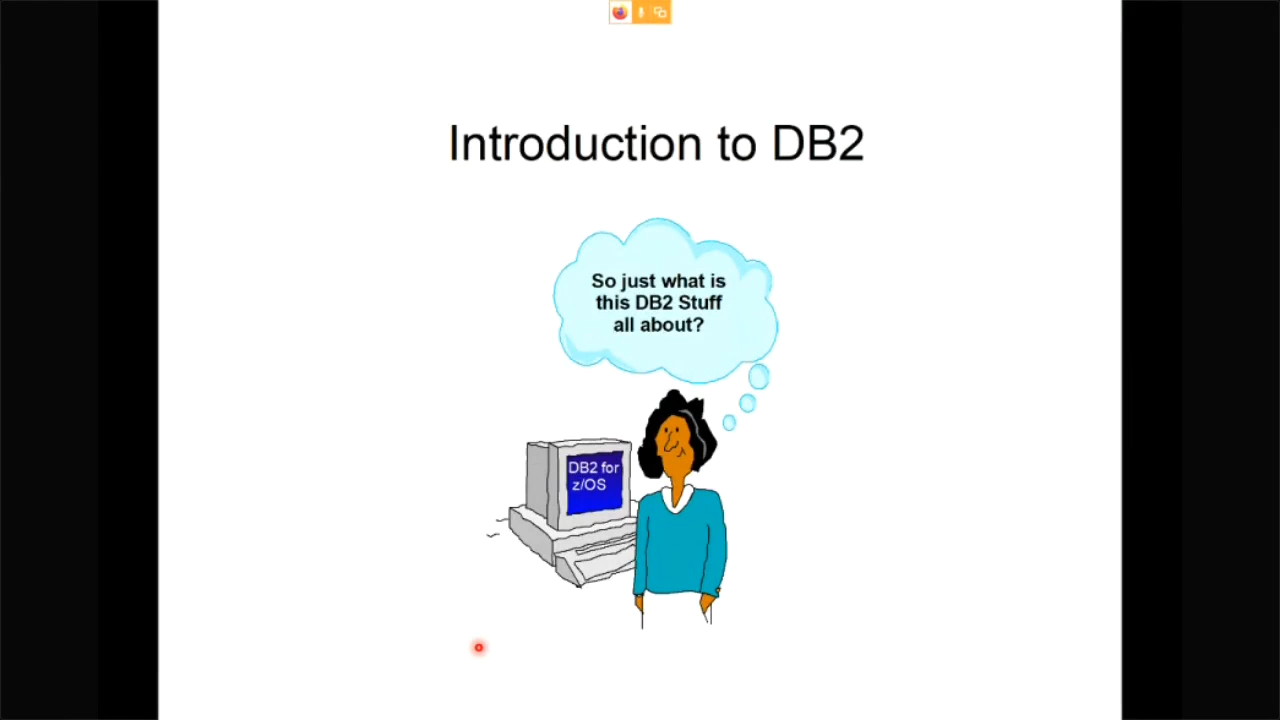 Introduction to DB2
So just what is
this DB2 Stuff
all about?
DB2 for
z/OS